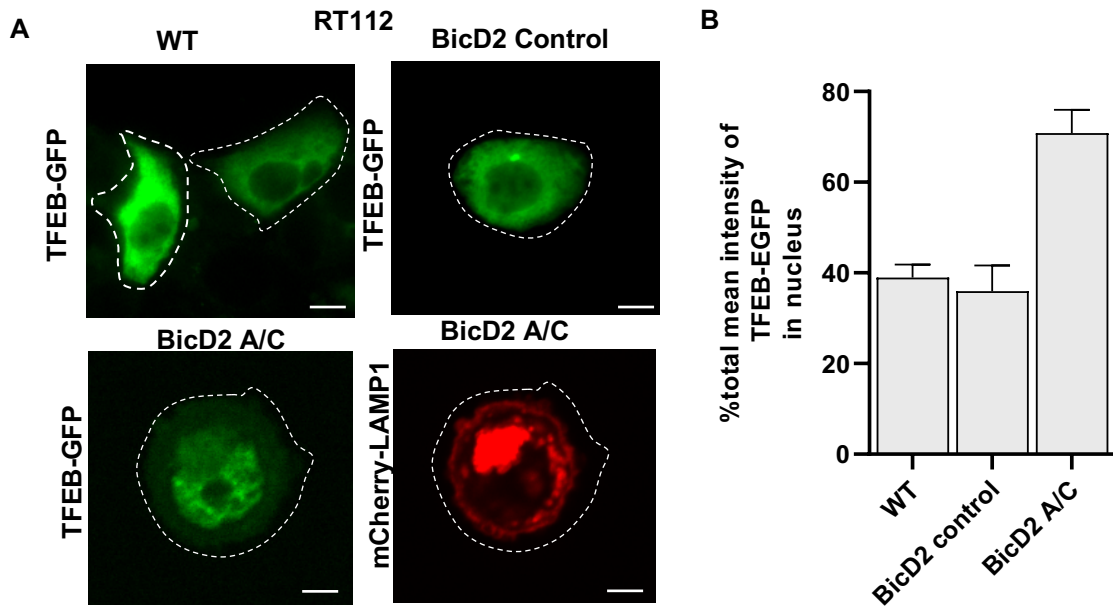 A
RT112
WT
BicD2 Control
TFEB-GFP
TFEB-GFP
BicD2 A/C
BicD2 A/C
TFEB-GFP
mCherry-LAMP1
B
%total mean intensity of
TFEB-EGFP
in nucleus
80
60
40
20
0
WT
BicD2 control
BicD2 A/C